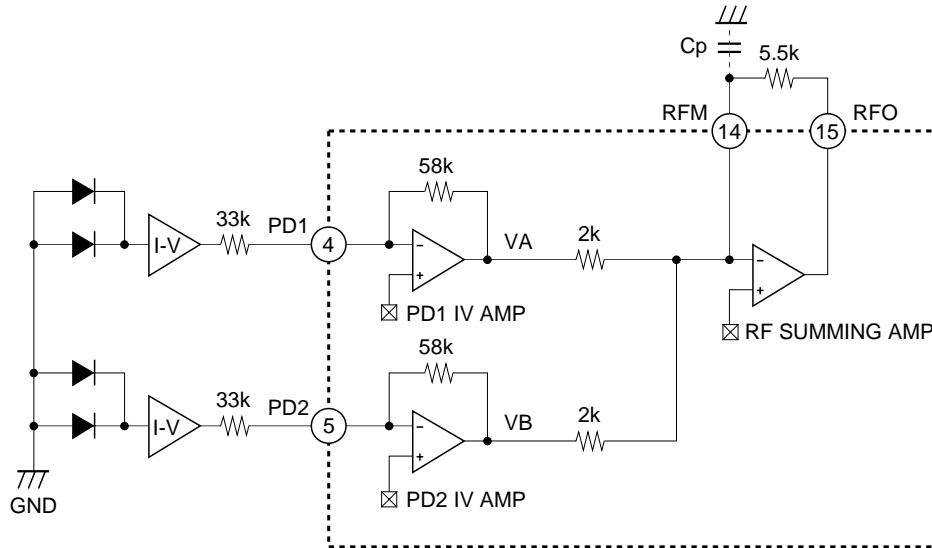 Cp
5.5k
RFM
14
15
RFO
58k
33k
PD1
4
I-V
VA
2k
PD1 IV AMP
RF SUMMING AMP
58k
33k
PD2
5
I-V
VB
2k
PD2 IV AMP
GND